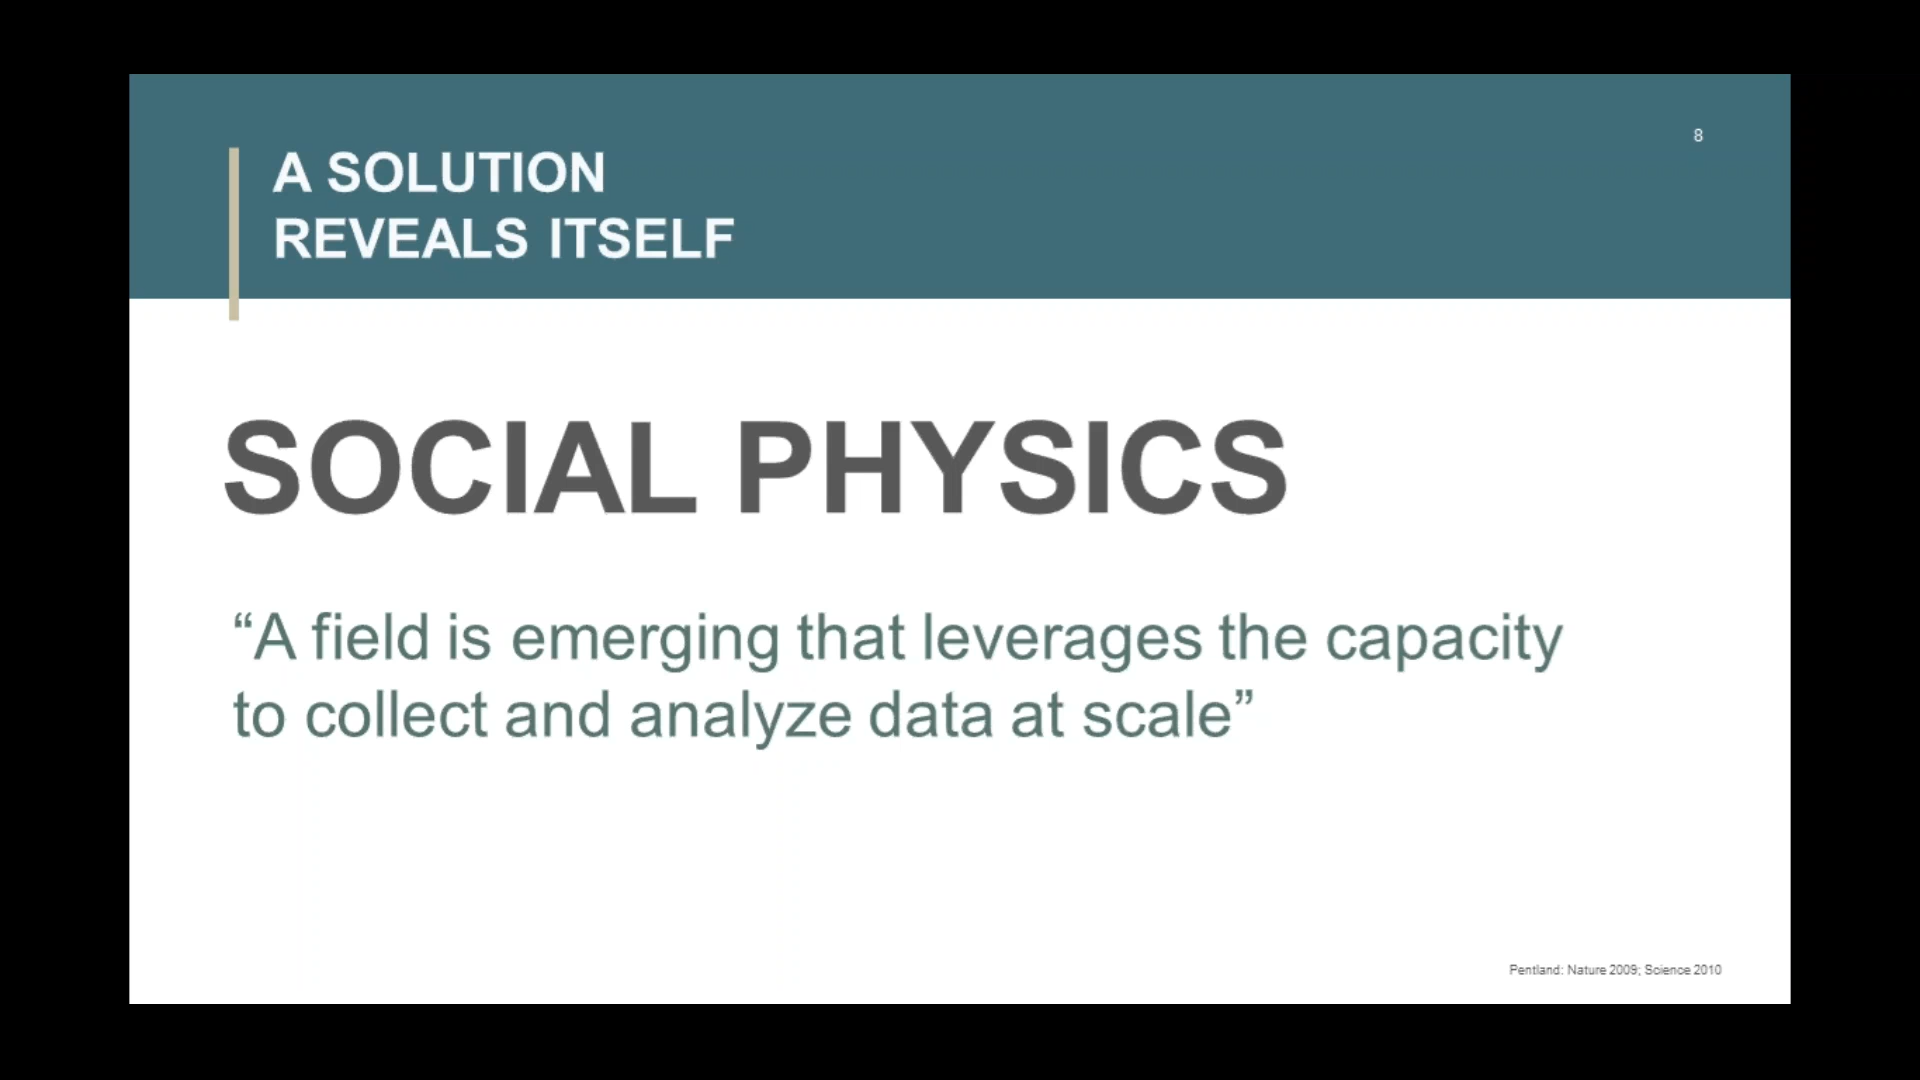 8
A SOLUTION
REVEALS ITSELF
SOCIAL PHYSICS
“A field is emerging that leverages the capacity
to collect and analyze data at scale”
Pentland: Nature 2009; Science 2010